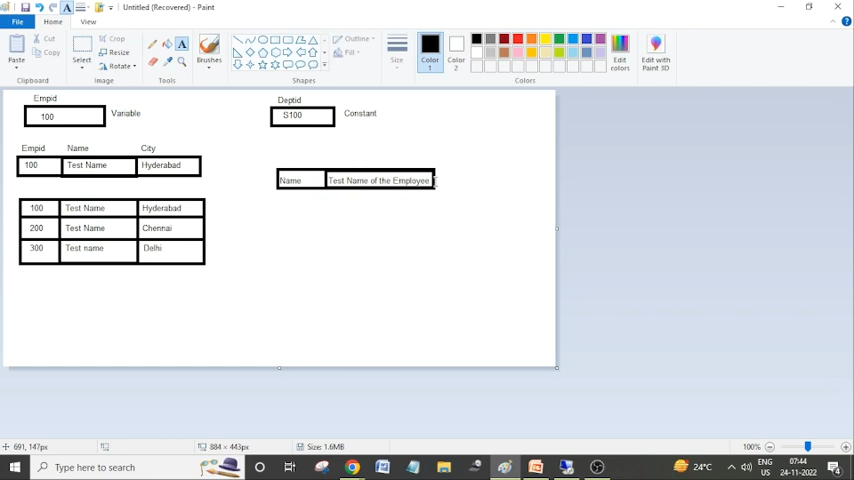 Untitled (Recovered) - Paint
File
Home
View
Paste
Cut
Copy
Clipboard
Select
Crop
Resize
Rotate
Image
Tools
Brushes
Outline
Fill
Shapes
Size
Color 1
Color 2
Colors
Edit colors
Edit with Paint 3D
Empid
100
Variable
Deptid
S100
Constant
Empid Name City
100 Test Name Hyderabad
Name Test Name of the Employee
100 Test Name Hyderabad
200 Test Name Chennai
300 Test name Delhi
691, 147px
884 × 443px
Size: 1.6MB
100%
Type here to search
24°C
ENG
US
07:44
24-11-2022
4